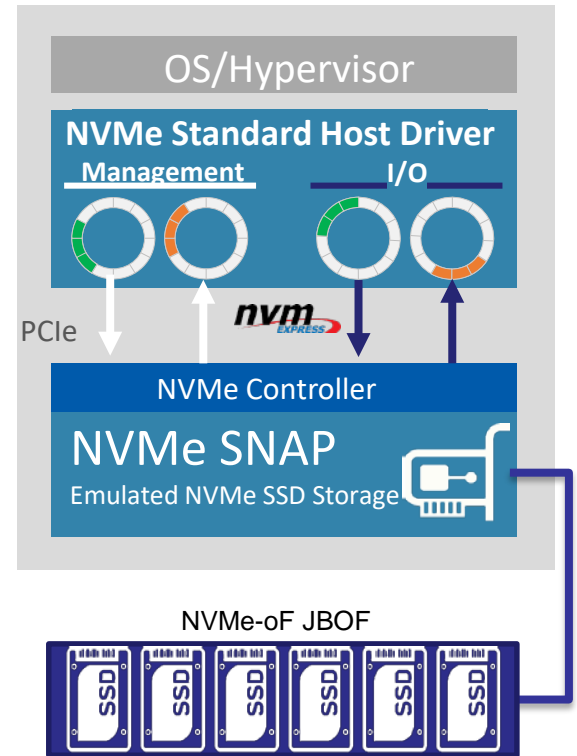 OS/Hypervisor
NVMe Standard Host Driver
Management
I/O
PCIe
nvm
EXPRESS
NVMe Controller
NVMe SNAP
Emulated NVMe SSD Storage
NVMe-oF JBOF
SSD
SSD
SSD
SSD
SSD
SSD